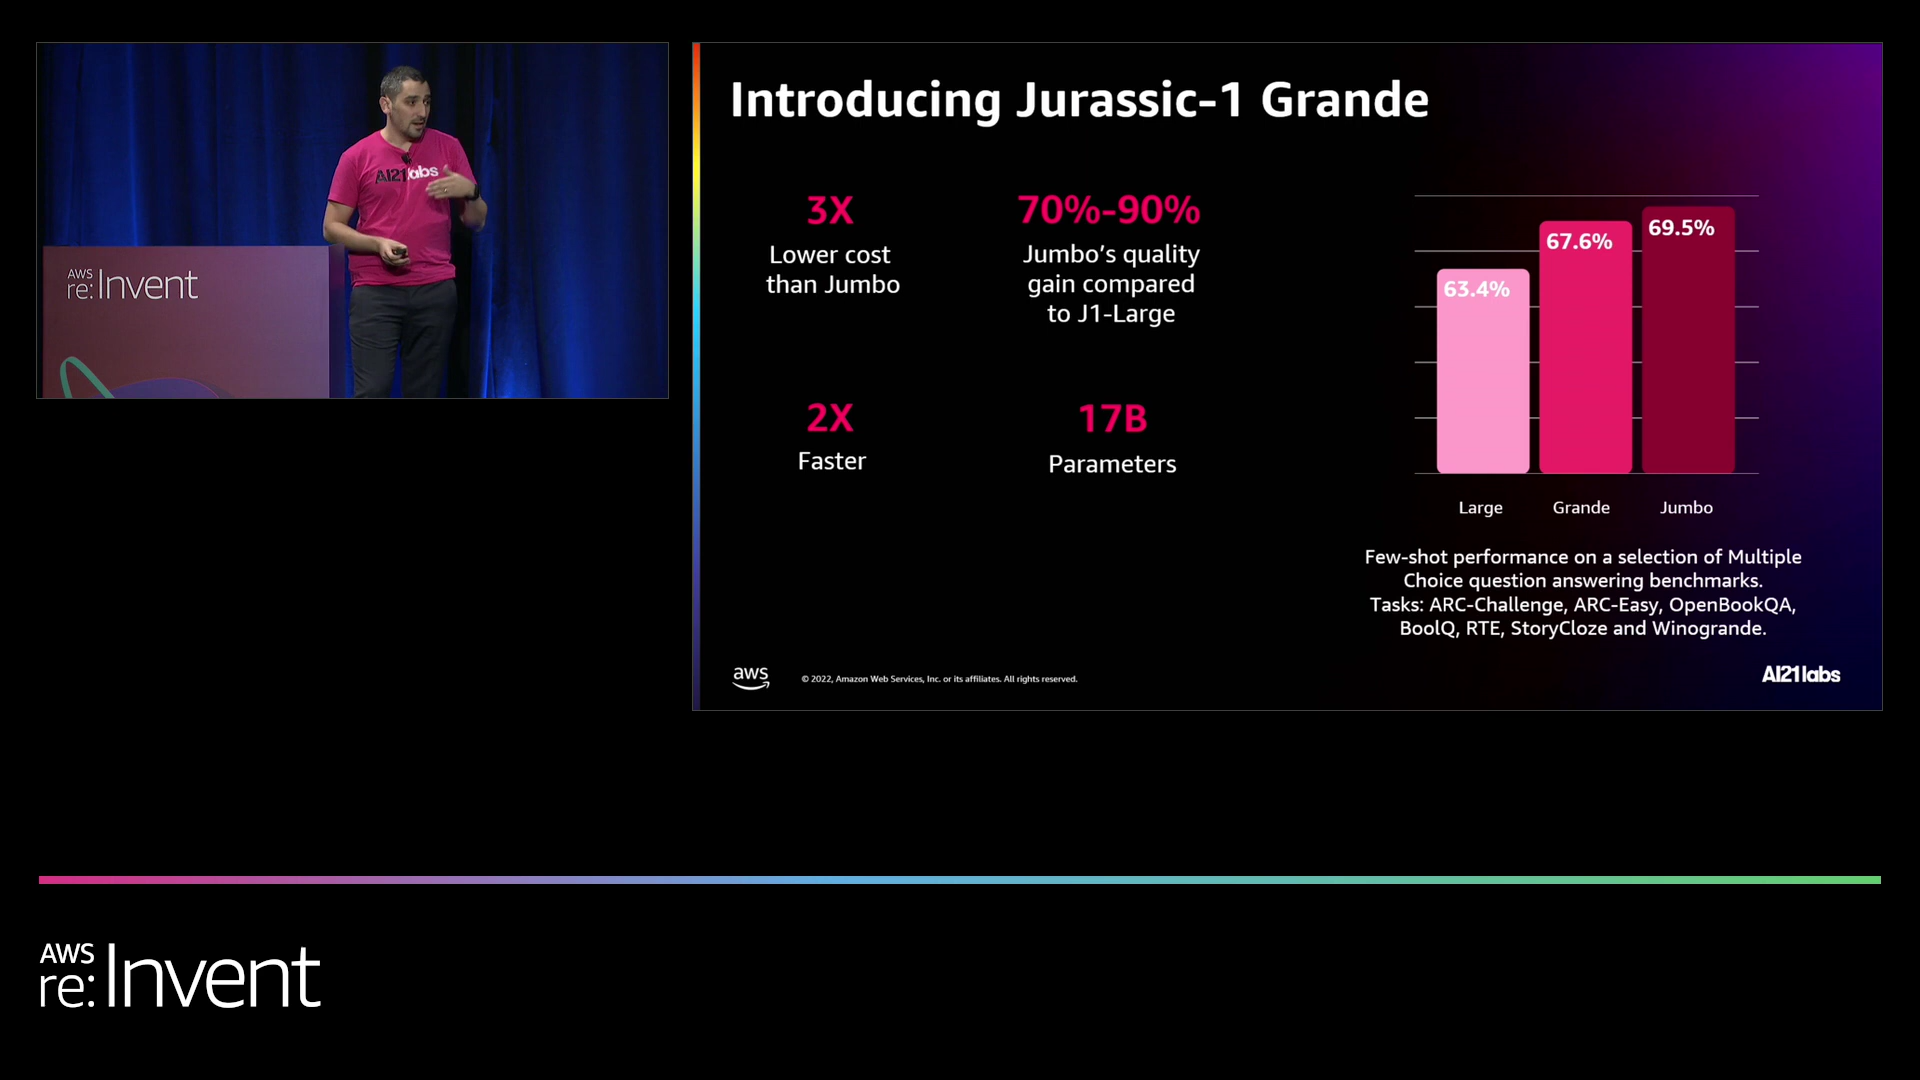 AI21labs
AWS
re:Invent
Introducing Jurassic-1 Grande
3X
Lower cost
than Jumbo
70%-90%
Jumbo’s quality
gain compared
to J1-Large
2X
Faster
17B
Parameters
63.4%
67.6%
69.5%
Large
Grande
Jumbo
Few-shot performance on a selection of Multiple
Choice question answering benchmarks.
Tasks: ARC-Challenge, ARC-Easy, OpenBookQA,
BoolQ, RTE, StoryCloze and Winogrande.
aws
© 2022, Amazon Web Services, Inc. or its affiliates. All rights reserved.
AI21labs
AWS
re:Invent